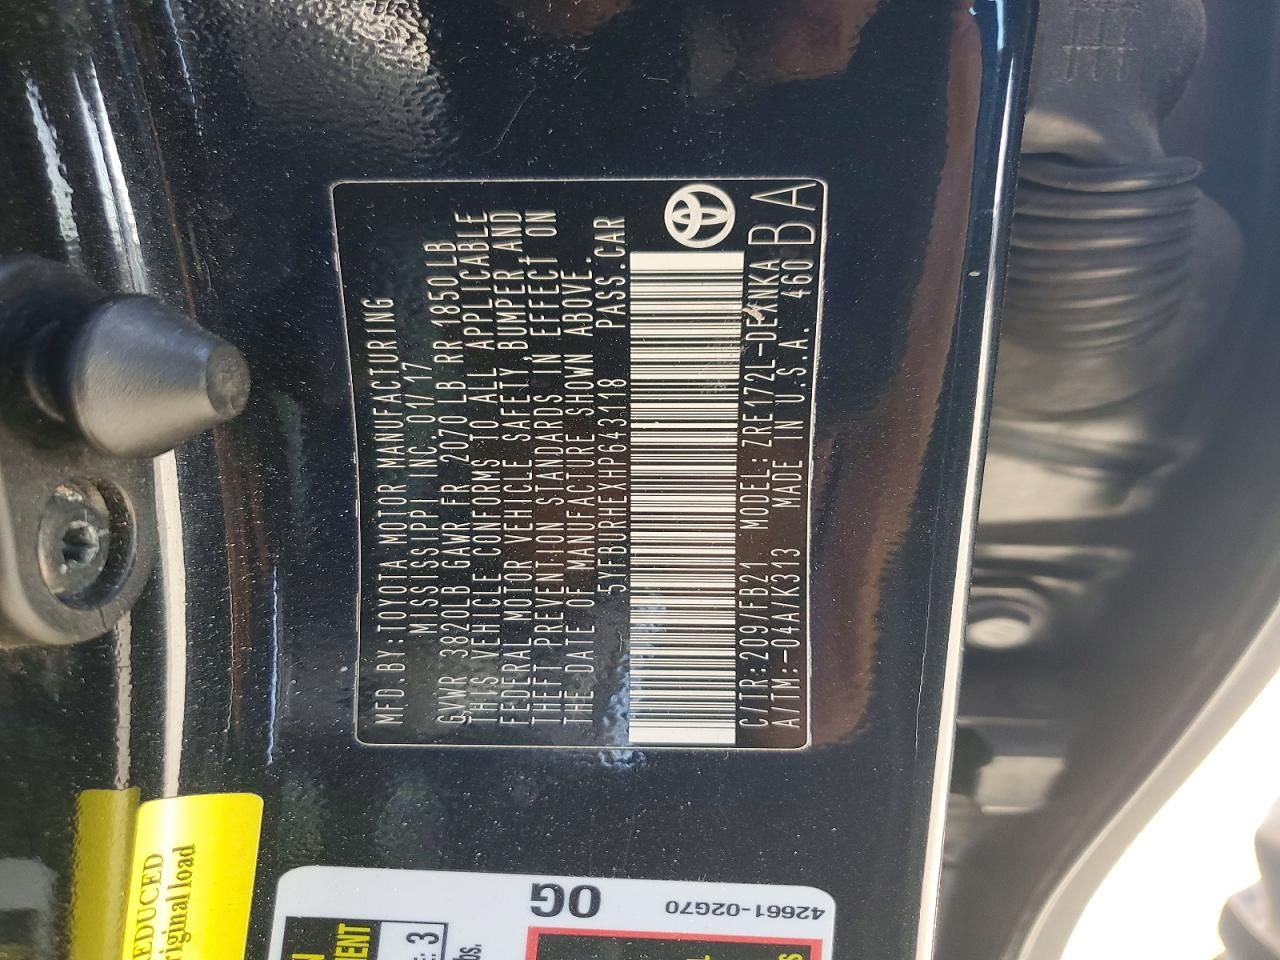 MFD.BY:TOYOTA MOTOR MANUFACTURING
MISSISSIPPI INC. 01/17
GVWR 3820LB GAWR FR 2070 LB RR 1850LB
THIS VEHICLE CONFORMS TO ALL APPLICABLE
FEDERAL MOTOR VEHICLE SAFETY, BUMPER, AND
THEFT PREVENTION STANDARDS IN EFFECT ON
THE DATE OF MANUFACTURE SHOWN ABOVE.
5YFBURHEXHP643118 PASS.CAR
C/TR:209/FB21 MODEL:ZRE172L-DEXNKA BA
A/TM:-04A/K313 MADE IN U.S.A. 460BA
REDUCED
original load
0G
42661-02G70